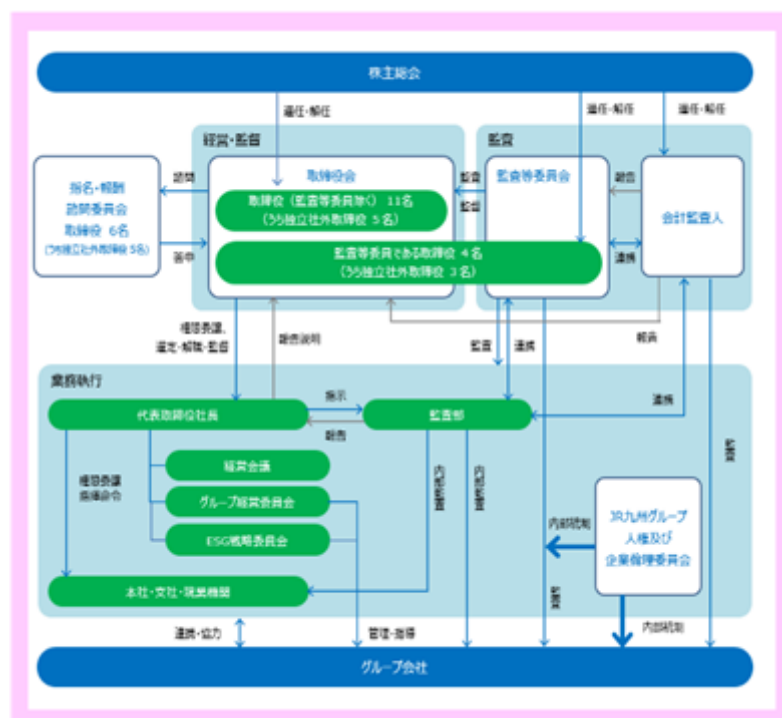 株主総会
選任・解任
選任・解任
選任・解任
経営・監督
監査
指名・報酬
諮問委員会
取締役 6名
(うち独立社外取締役 5名)
諮問
答申
取締役会
取締役（監査等委員除く） 11名
（うち独立社外取締役 5名）
監査
監督
監査等委員会
監査等委員である取締役 4名
（うち独立社外取締役 3名）
報告
連携
会計監査人
権限委譲、
選定・解職・監督
報告説明
監査
連携
報告
業務執行
代表取締役社長
指示
報告
監査部
連携
監査
権限委譲
指揮命令
経営会議
グループ経営委員会
ESG戦略委員会
内部監査
内部監査
内部統制
JR九州グループ
人権及び
企業倫理委員会
本社・支社・現業機関
監査
連携・協力
管理・指導
内部統制
グループ会社